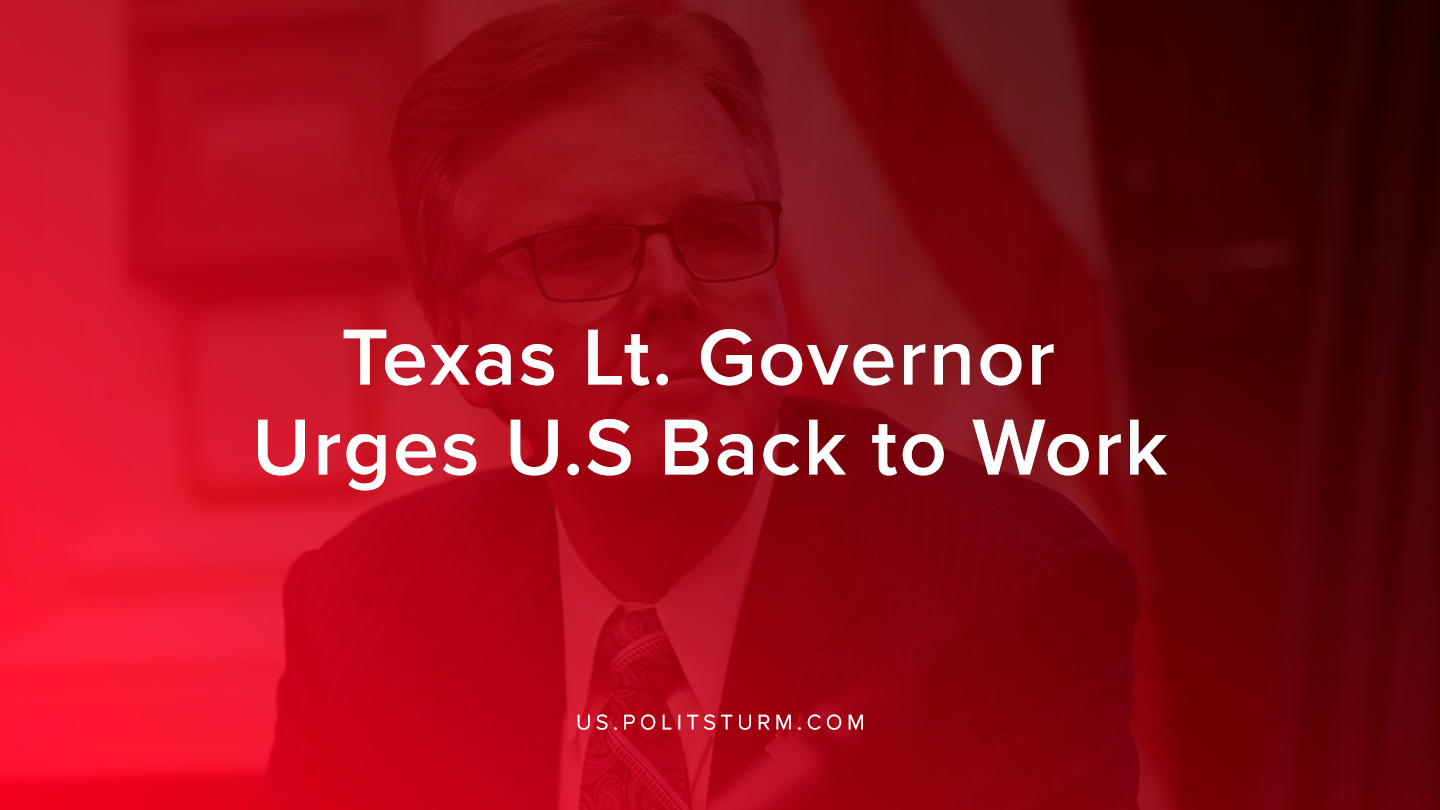 Texas Lt. Governor
Urges U.S Back to Work
US.POLITSTURM.COM